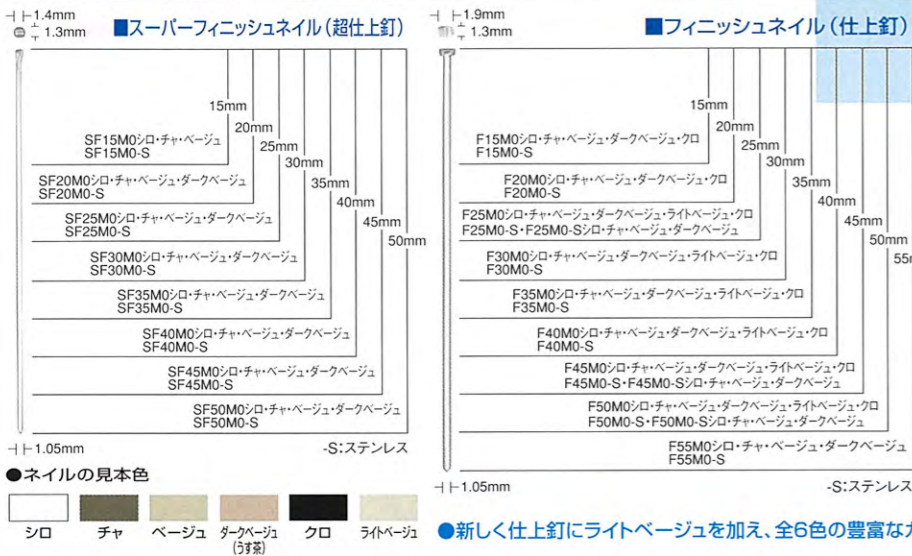 1.4mm
1.3mm
■スーパーフィニッシュネイル(超仕上釘)
15mm
SF15M0シロ・チャ・ベージュ
SF15M0-S
20mm
SF20M0シロ・チャ・ベージュ・ダークベージュ
SF20M0-S
25mm
SF25M0シロ・チャ・ベージュ・ダークベージュ
SF25M0-S
30mm
SF30M0シロ・チャ・ベージュ・ダークベージュ
SF30M0-S
35mm
SF35M0シロ・チャ・ベージュ・ダークベージュ
SF35M0-S
40mm
SF40M0シロ・チャ・ベージュ・ダークベージュ
SF40M0-S
45mm
SF45M0シロ・チャ・ベージュ・ダークベージュ
SF45M0-S
50mm
SF50M0シロ・チャ・ベージュ・ダークベージュ
SF50M0-S
1.05mm
-S:ステンレス
●ネイルの見本色
シロ
チャ
ベージュ
ダークベージュ
(うす茶)
クロ
ライトベージュ
1.9mm
1.3mm
■フィニッシュネイル(仕上釘)
15mm
F15M0シロ・チャ・ベージュ・ダークベージュ・クロ
F15M0-S
20mm
F20M0シロ・チャ・ベージュ・ダークベージュ・クロ
F20M0-S
25mm
F25M0シロ・チャ・ベージュ・ダークベージュ・ライトベージュ・クロ
F25M0-S・F25M0-Sシロ・チャ・ベージュ・ダークベージュ
30mm
F30M0シロ・チャ・ベージュ・ダークベージュ・ライトベージュ・クロ
F30M0-S
35mm
F35M0シロ・チャ・ベージュ・ダークベージュ・ライトベージュ・クロ
F35M0-S
40mm
F40M0シロ・チャ・ベージュ・ダークベージュ・ライトベージュ・クロ
F40M0-S
45mm
F45M0シロ・チャ・ベージュ・ダークベージュ・ライトベージュ・クロ
F45M0-S・F45M0-Sシロ・チャ・ベージュ・ダークベージュ
50mm
F50M0シロ・チャ・ベージュ・ダークベージュ・ライトベージュ・クロ
F50M0-S・F50M0-Sシロ・チャ・ベージュ・ダークベージュ
F55M0シロ・チャ・ベージュ・ダークベージュ
F55M0-S
1.05mm
-S:ステンレス
●新しく仕上釘にライトベージュを加え、全6色の豊富な